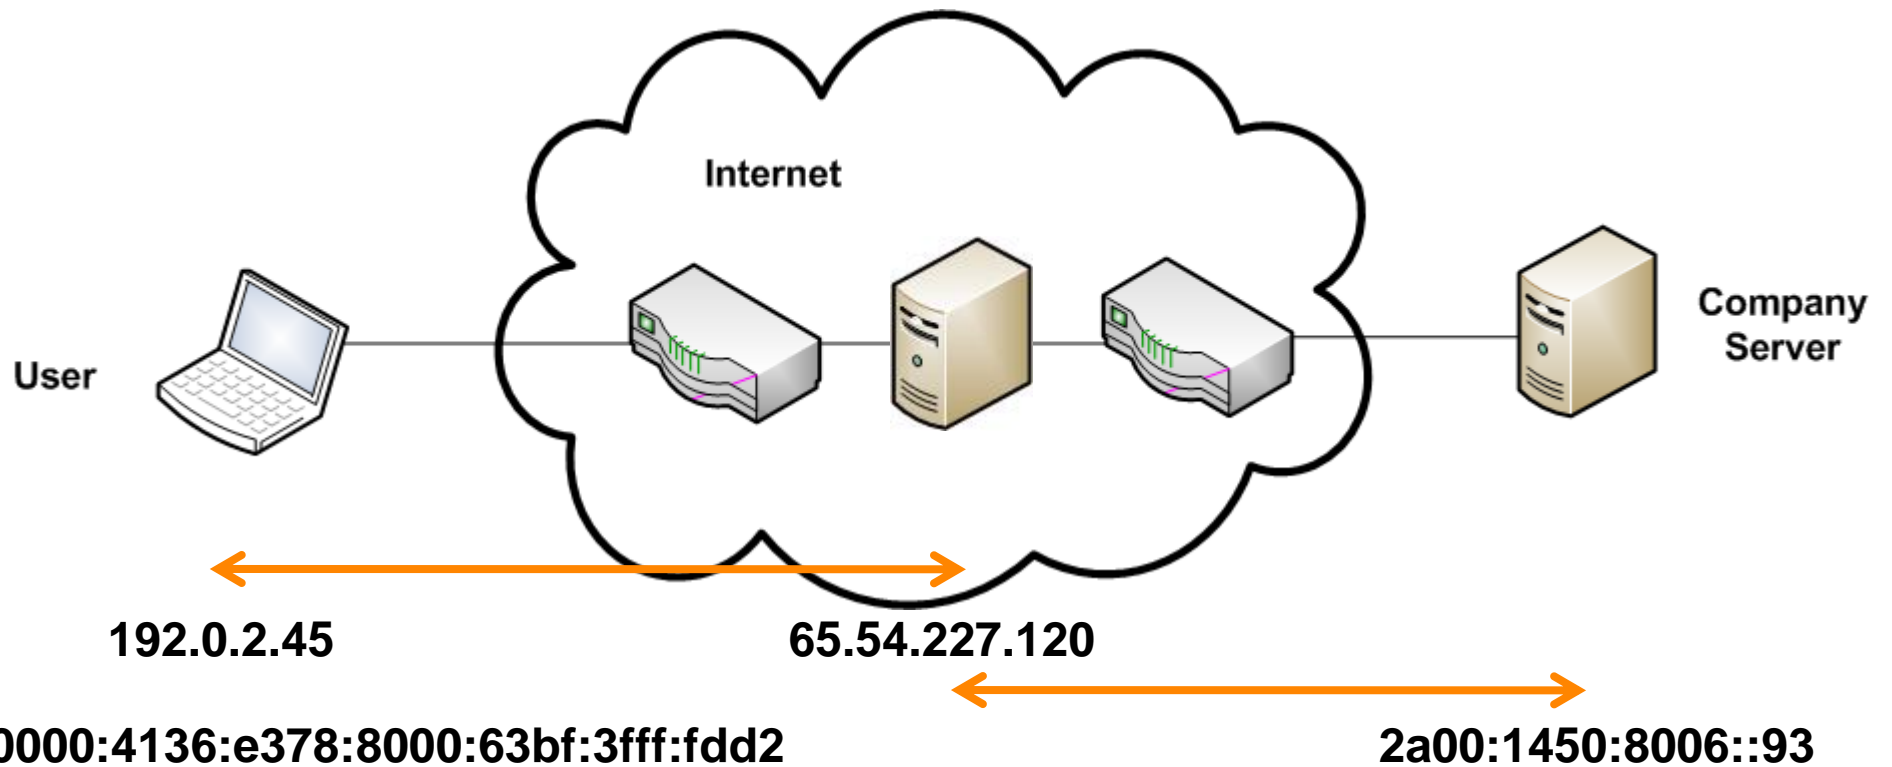 Internet
User
Company
Server
192.0.2.45
65.54.227.120
0000:4136:e378:8000:63bf:3fff:fdd2
2a00:1450:8006::93